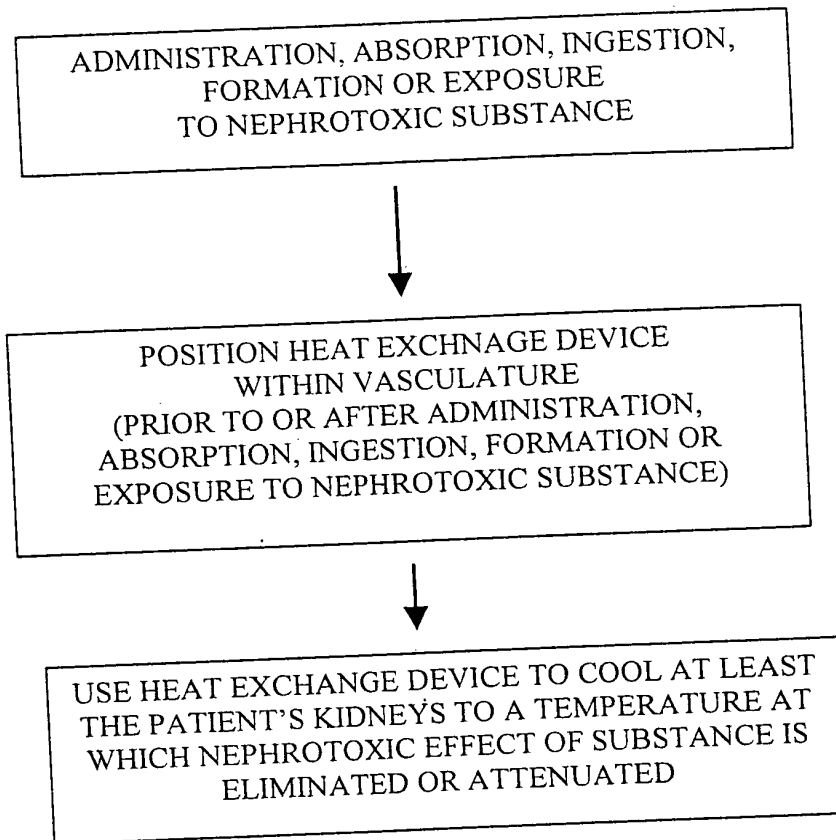 ADMINISTRATION, ABSORPTION, INGESTION,
FORMATION OR EXPOSURE
TO NEPHROTOXIC SUBSTANCE
POSITION HEAT EXCHNAGE DEVICE
WITHIN VASCULATURE
(PRIOR TO OR AFTER ADMINISTRATION,
ABSORPTION, INGESTION, FORMATION OR
EXPOSURE TO NEPHROTOXIC SUBSTANCE)
USE HEAT EXCHANGE DEVICE TO COOL AT LEAST
THE PATIENT'S KIDNEYS TO A TEMPERATURE AT
WHICH NEPHROTOXIC EFFECT OF SUBSTANCE IS
ELIMINATED OR ATTENUATED